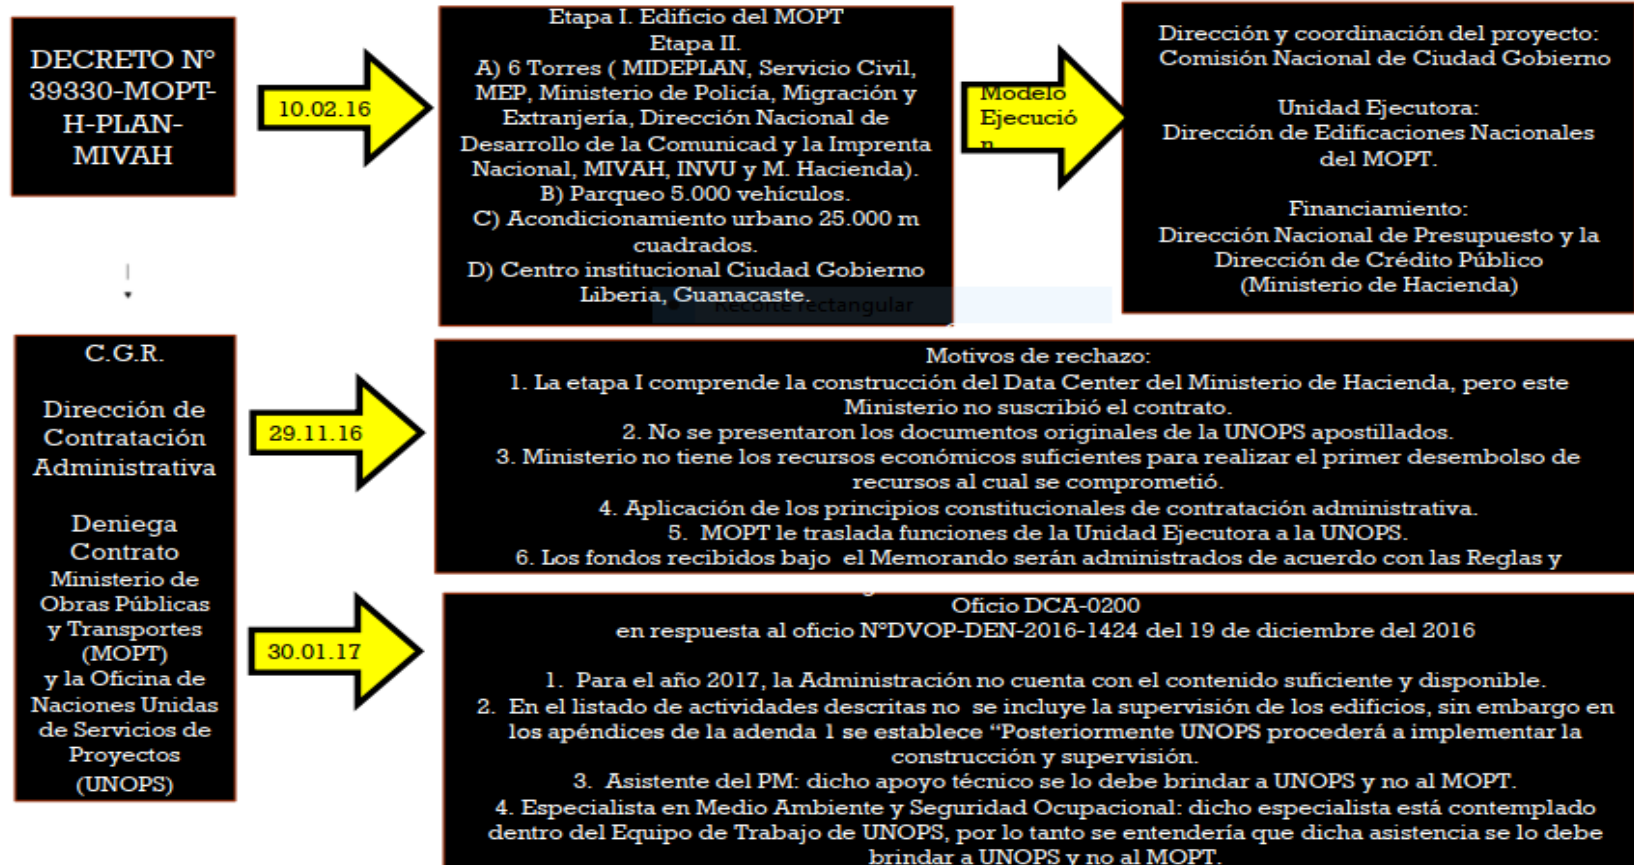 DECRETO N°
39330-MOPT-
H-PLAN-
MIVAH
10.02.16
Etapa I. Edificio del MOPT
Etapa II.
A) 6 Torres ( MIDEPLAN, Servicio Civil,
MEP, Ministerio de Policía, Migración y
Extranjería, Dirección Nacional de
Desarrollo de la Comunicad y la Imprenta
Nacional, MIVAH, INVU y M. Hacienda).
B) Parqueo 5.000 vehículos.
C) Acondicionamiento urbano 25.000 m
cuadrados.
D) Centro institucional Ciudad Gobierno
Liberia, Guanacaste.
Recorte rectangular
Modelo
Ejecució
n
Dirección y coordinación del proyecto:
Comisión Nacional de Ciudad Gobierno
Unidad Ejecutora:
Dirección de Edificaciones Nacionales
del MOPT.
Financiamiento:
Dirección Nacional de Presupuesto y la
Dirección de Crédito Público
(Ministerio de Hacienda)
C.G.R.
Dirección de
Contratación
Administrativa
Deniega
Contrato
Ministerio de
Obras Públicas
y Transportes
(MOPT)
y la Oficina de
Naciones Unidas
de Servicios de
Proyectos
(UNOPS)
29.11.16
Motivos de rechazo:
1. La etapa I comprende la construcción del Data Center del Ministerio de Hacienda, pero este
Ministerio no suscribió el contrato.
2. No se presentaron los documentos originales de la UNOPS apostillados.
3. Ministerio no tiene los recursos económicos suficientes para realizar el primer desembolso de
recursos al cual se comprometió.
4. Aplicación de los principios constitucionales de contratación administrativa.
5. MOPT le traslada funciones de la Unidad Ejecutora a la UNOPS.
6. Los fondos recibidos bajo el Memorando serán administrados de acuerdo con las Reglas y
30.01.17
Oficio DCA-0200
en respuesta al oficio N°DVOP-DEN-2016-1424 del 19 de diciembre del 2016
1. Para el año 2017, la Administración no cuenta con el contenido suficiente y disponible.
2. En el listado de actividades descritas no se incluye la supervisión de los edificios, sin embargo en
los apéndices de la adenda 1 se establece “Posteriormente UNOPS procederá a implementar la
construcción y supervisión.
3. Asistente del PM: dicho apoyo técnico se lo debe brindar a UNOPS y no al MOPT.
4. Especialista en Medio Ambiente y Seguridad Ocupacional: dicho especialista está contemplado
dentro del Equipo de Trabajo de UNOPS, por lo tanto se entendería que dicha asistencia se lo debe
brindar a UNOPS y no al MOPT.